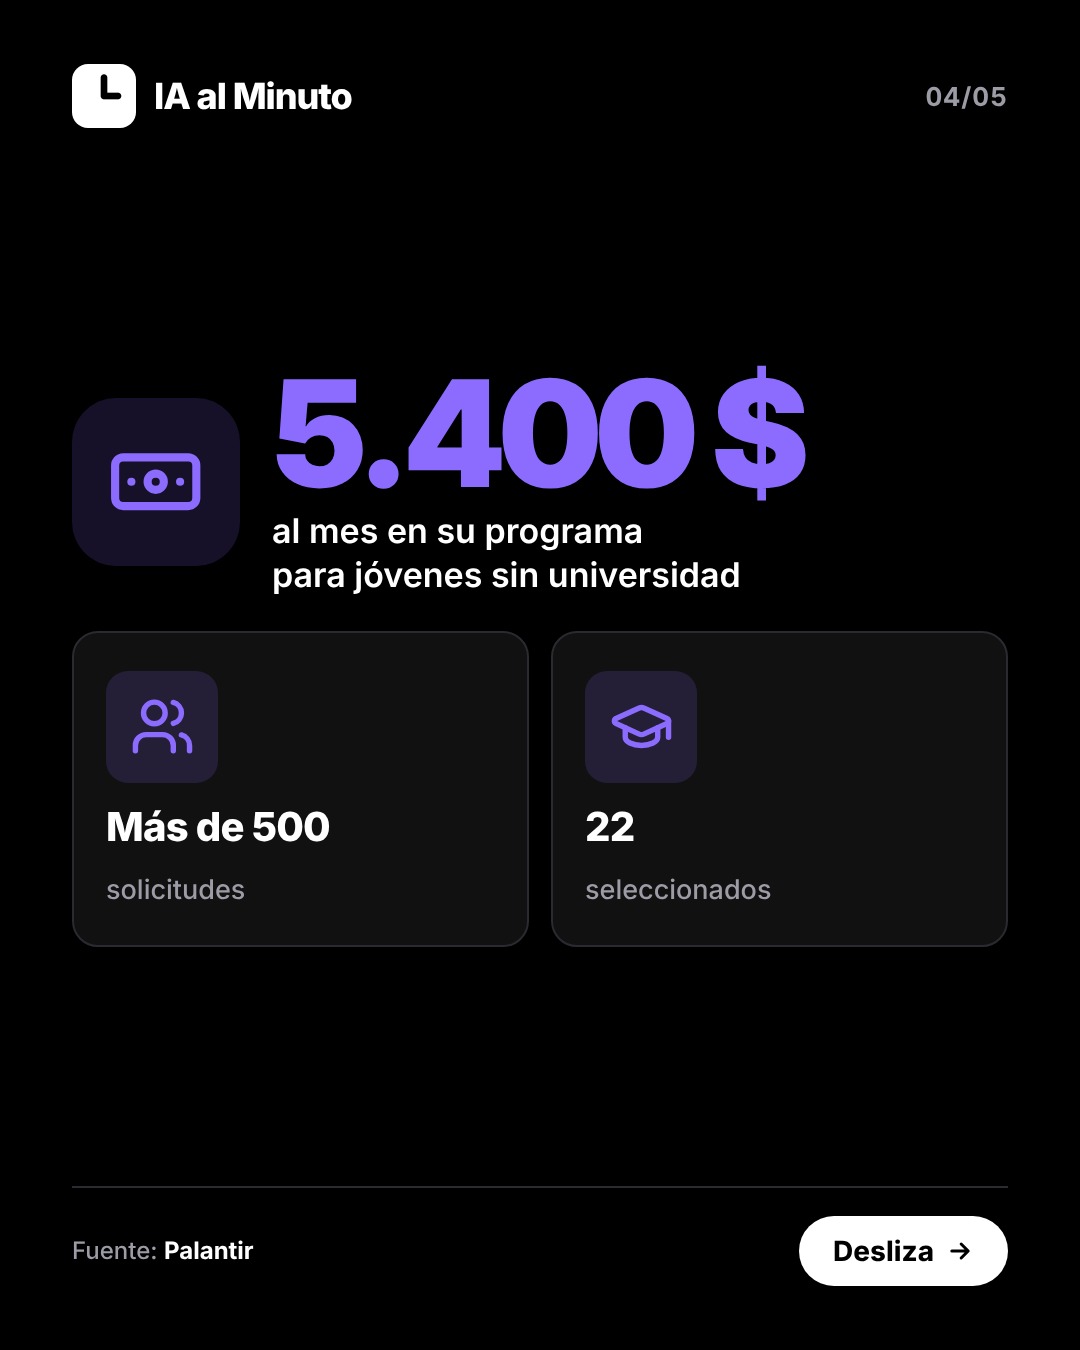 IA al Minuto
04/05
5.400 $
al mes en su programa
para jóvenes sin universidad
Más de 500
solicitudes
22
seleccionados
Fuente: Palantir
Desliza →